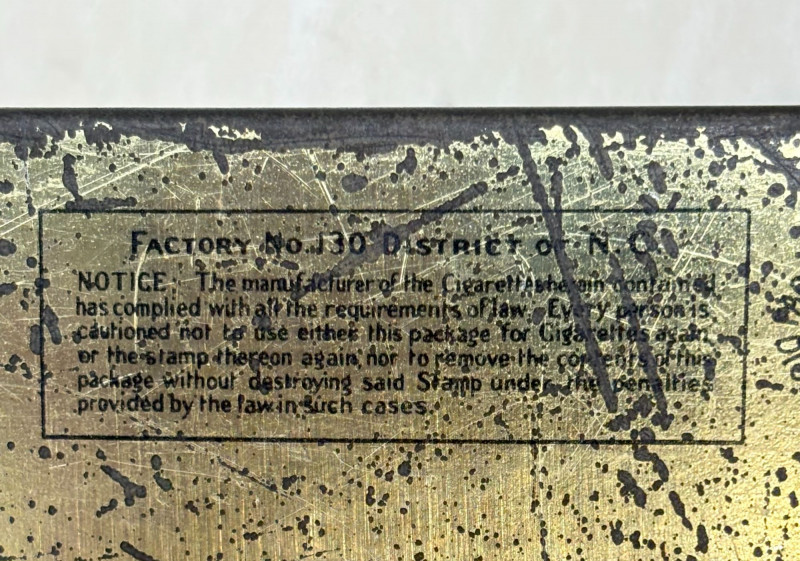 FACTORY NO. 130 DISTRICT OF N. C.
NOTICE: The manufacturer of the Cigarettes herein contained
has complied with all the requirements of law. Every person is
cautioned not to use either this package for Cigarettes again,
or the stamp thereon again, nor to remove the contents of this
package without destroying said Stamp under the penalties
provided by the law in such cases.